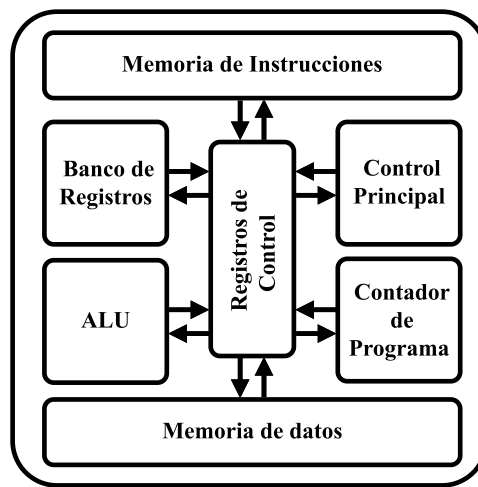 Memoria de Instrucciones
Banco de
Registros
Control
Principal
Registros de
Control
ALU
Contador
de
Programa
Memoria de datos